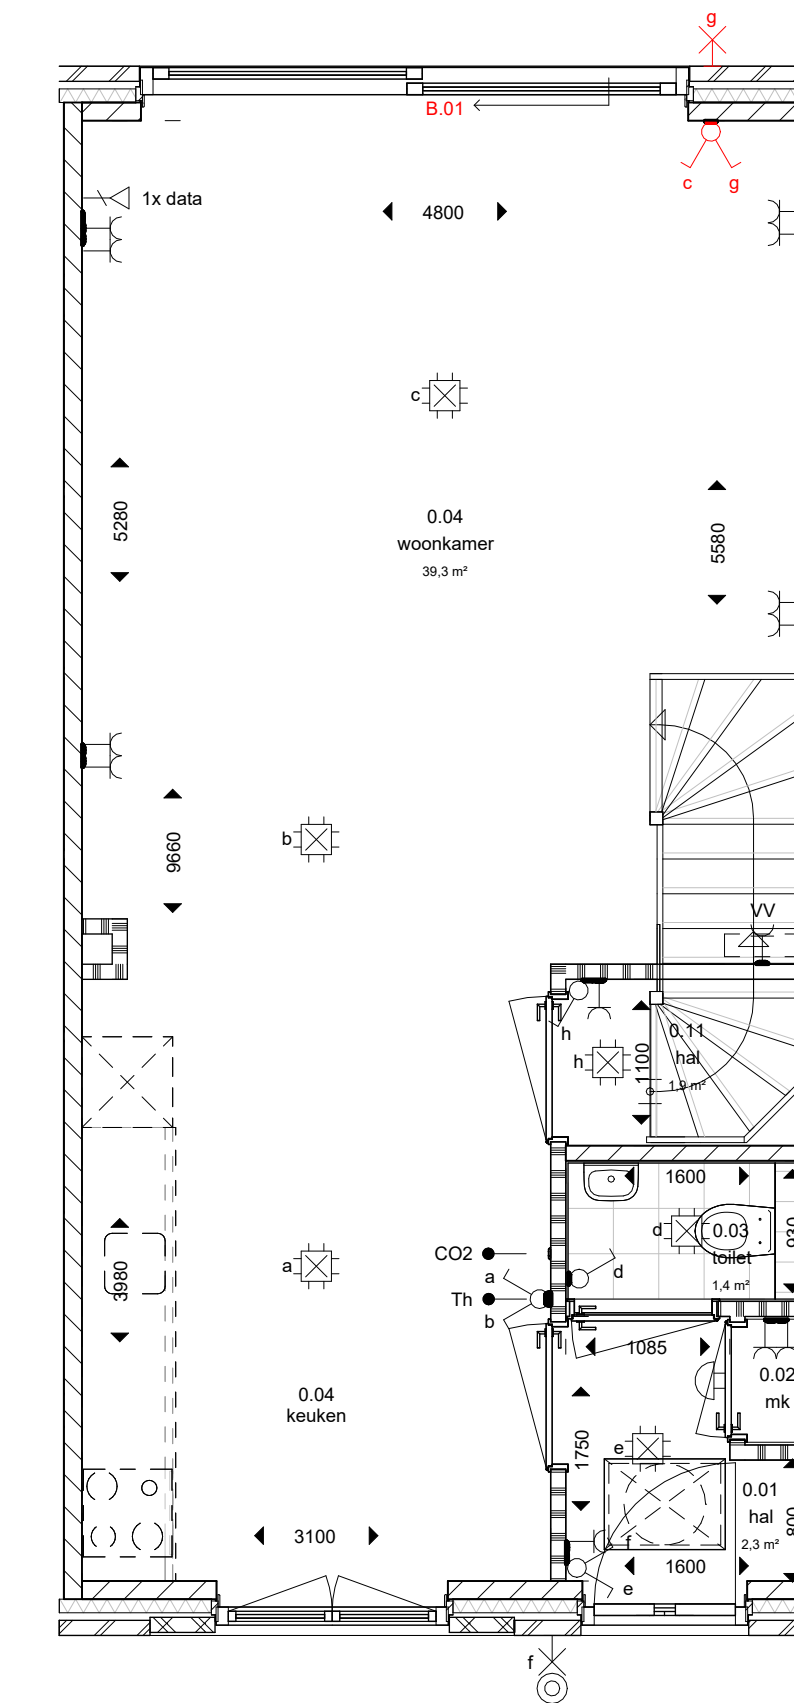 g
B.01
c g
1x data
4800
c
5280
0.04
woonkamer
39,3 m²
5580
b
9660
VV
h
h
1100
0.11
hal
1,9 m²
1600
d
0.03
toilet
1,4 m²
930
CO2
a
d
Th
b
a
3980
1085
0.02
mk
0.04
keuken
1750
e
0.01
hal
2,3 m²
800
3100
f
1600
e
f